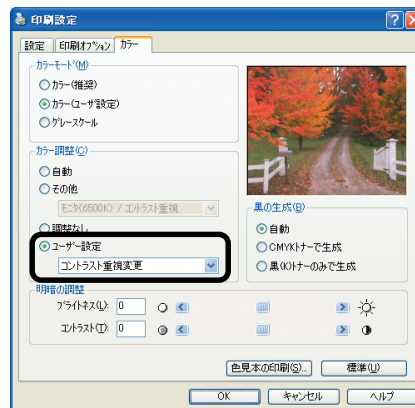 印刷設定
設定 印刷オプション カラー
カラーモード(M)
カラー(推奨)
カラー(ユーザ設定)
グレースケール
カラー調整(C)
自動
その他
モニタ(6500K) / コントラスト重視
調整なし
ユーザー設定
コントラスト重視変更
黒の生成(B)
自動
CMYKトナーで生成
黒(K)トナーのみで生成
明暗の調整
ブライトネス(L): 0
コントラスト(T): 0
色見本の印刷(S)... 標準(U)
OK キャンセル ヘルプ